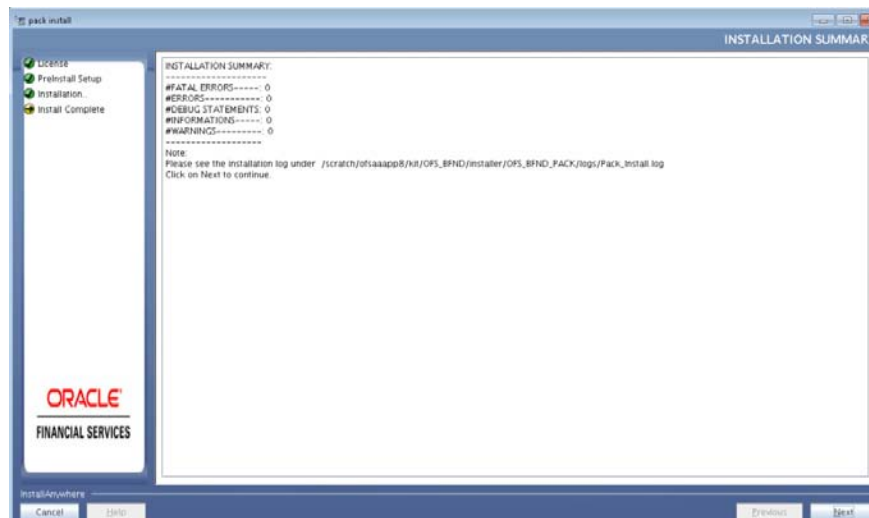 pack install
INSTALLATION SUMMAR
License
PreInstall Setup
Installation..
Install Complete
INSTALLATION SUMMARY:
--------------------
#FATAL ERRORS-----: 0
#ERRORS-----------: 0
#DEBUG STATEMENTS: 0
#INFORMATIONS-----: 0
#WARNINGS---------: 0
-------------------
Note:
Please see the installation log under /scratch/ofsaaapp8/kit/OFS_BFND/installer/OFS_BFND_PACK/logs/Pack_Install.log
Click on Next to continue.
ORACLE
FINANCIAL SERVICES
InstallAnywhere
Cancel Help Previous Next